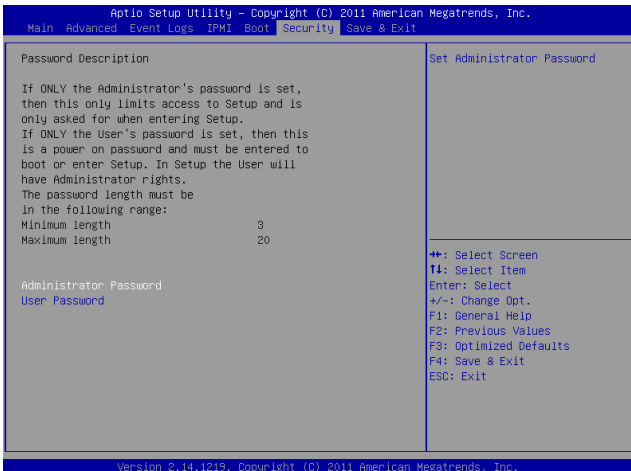 Aptio Setup Utility – Copyright (C) 2011 American Megatrends, Inc.
Main Advanced Event Logs IPMI Boot Security Save & Exit
Password Description
If ONLY the Administrator's password is set,
then this only limits access to Setup and is
only asked for when entering Setup.
If ONLY the User's password is set, then this
is a power on password and must be entered to
boot or enter Setup. In Setup the User will
have Administrator rights.
The password length must be
in the following range:
Minimum length 3
Maximum length 20
Administrator Password
User Password
Set Administrator Password
→←: Select Screen
↑↓: Select Item
Enter: Select
+/-: Change Opt.
F1: General Help
F2: Previous Values
F3: Optimized Defaults
F4: Save & Exit
ESC: Exit
Version 2.14.1219. Copyright (C) 2011 American Megatrends, Inc.